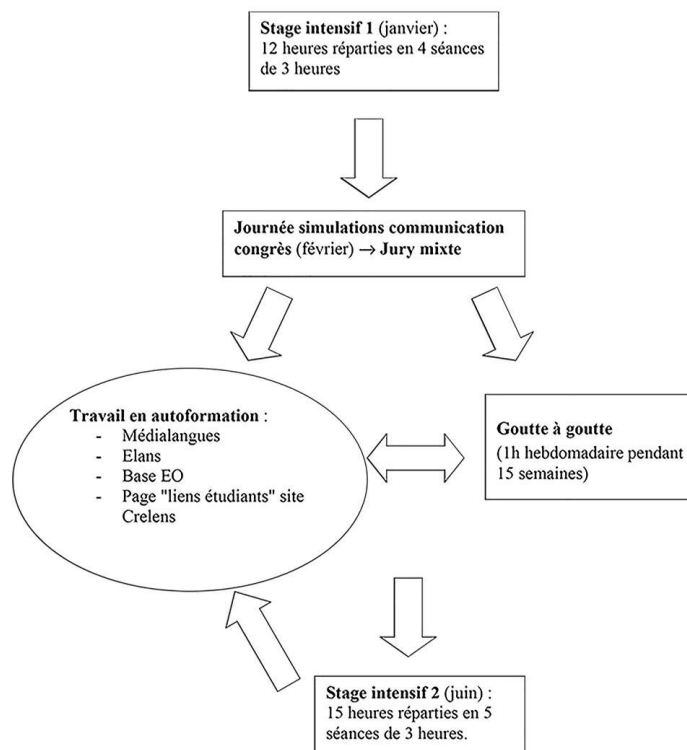 Stage intensif 1 (janvier) :
12 heures réparties en 4 séances
de 3 heures
Journée simulations communication
congrès (février) → Jury mixte
Travail en autoformation :
- Médialangues
- Elans
- Base EO
- Page "liens étudiants" site
Crelens
Goutte à goutte
(1h hebdomadaire pendant
15 semaines)
Stage intensif 2 (juin) :
15 heures réparties en 5
séances de 3 heures.